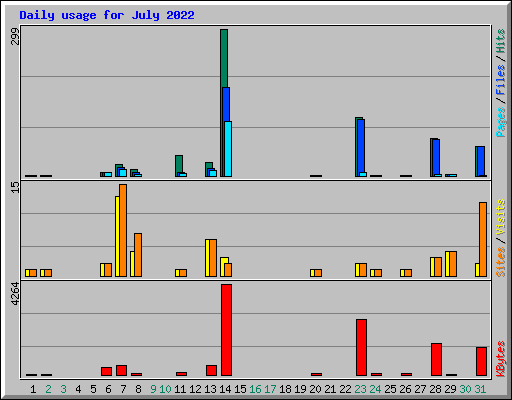 Daily usage for July 2022
299
Pages / Files / Hits
15
Sites / Visits
4264
KBytes
1 2 3 4 5 6 7 8 9 10 11 12 13 14 15 16 17 18 19 20 21 22 23 24 25 26 27 28 29 30 31